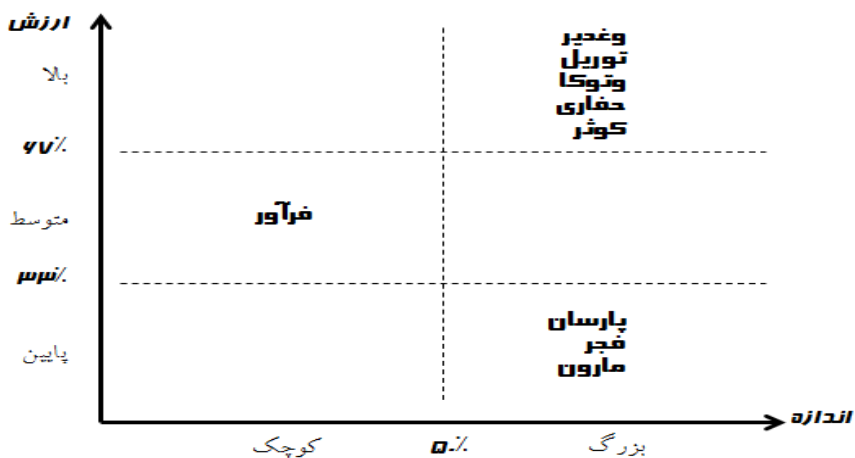 ارزش
وغدیر
توریل
وتوکا
حفاری
کوثر
بالا
۶۷٪
فرآور
متوسط
۳۳٪
پارسان
فجر
مارون
پایین
اندازه
بزرگ
۵۰٪
کوچک